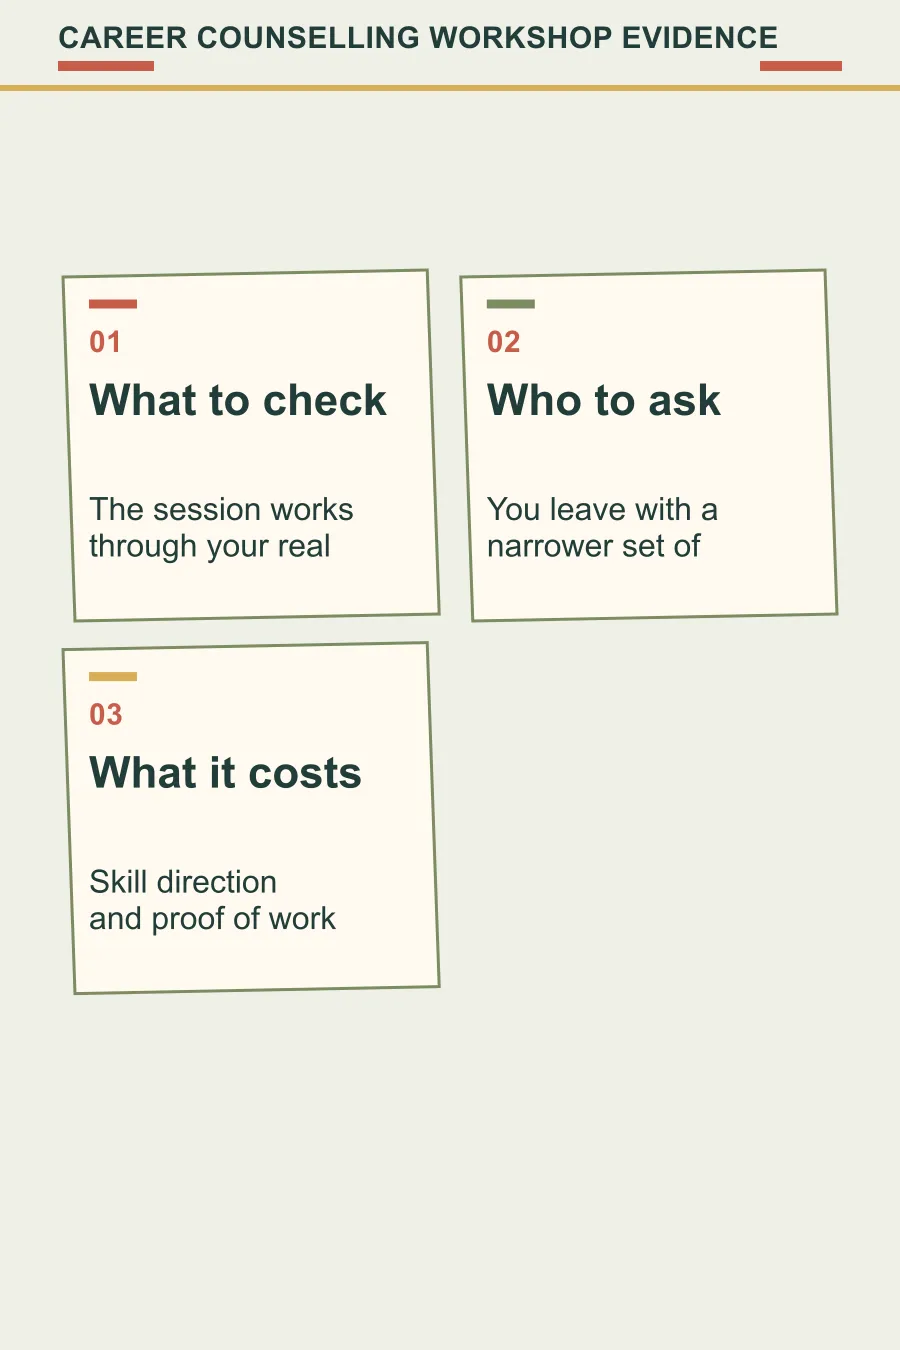 CAREER COUNSELLING WORKSHOP EVIDENCE
01
What to check
The session works
through your real
02
Who to ask
You leave with a
narrower set of
03
What it costs
Skill direction
and proof of work